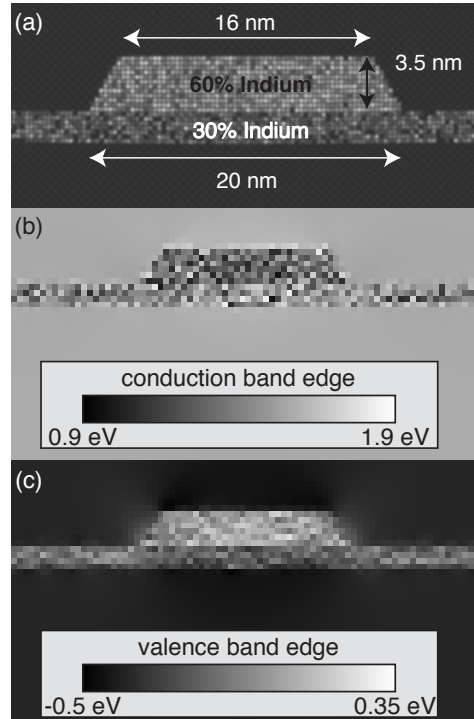 (a)
16 nm
3.5 nm
60% Indium
30% Indium
20 nm
(b)
conduction band edge
0.9 eV
1.9 eV
(c)
valence band edge
-0.5 eV
0.35 eV